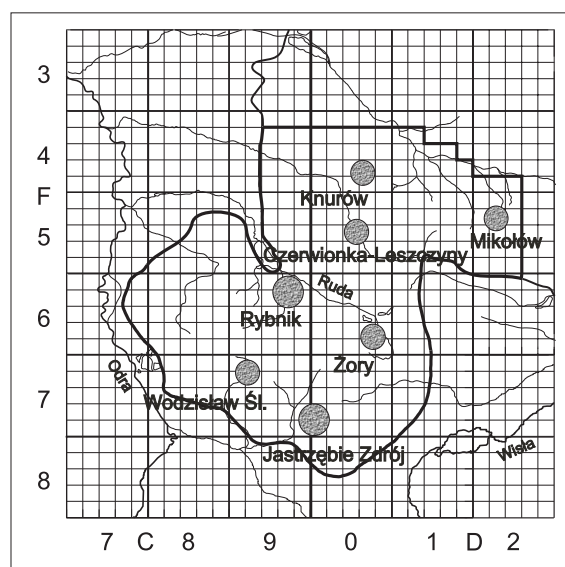 3
4
F
Knurów
5
Mikołów
Czerwionka-Leszczyny
Ruda
6
Rybnik
Żory
Odra
7
Wodzisław Śl.
Jastrzębie Zdrój
Wisła
8
7 C 8 9 0 1 D 2